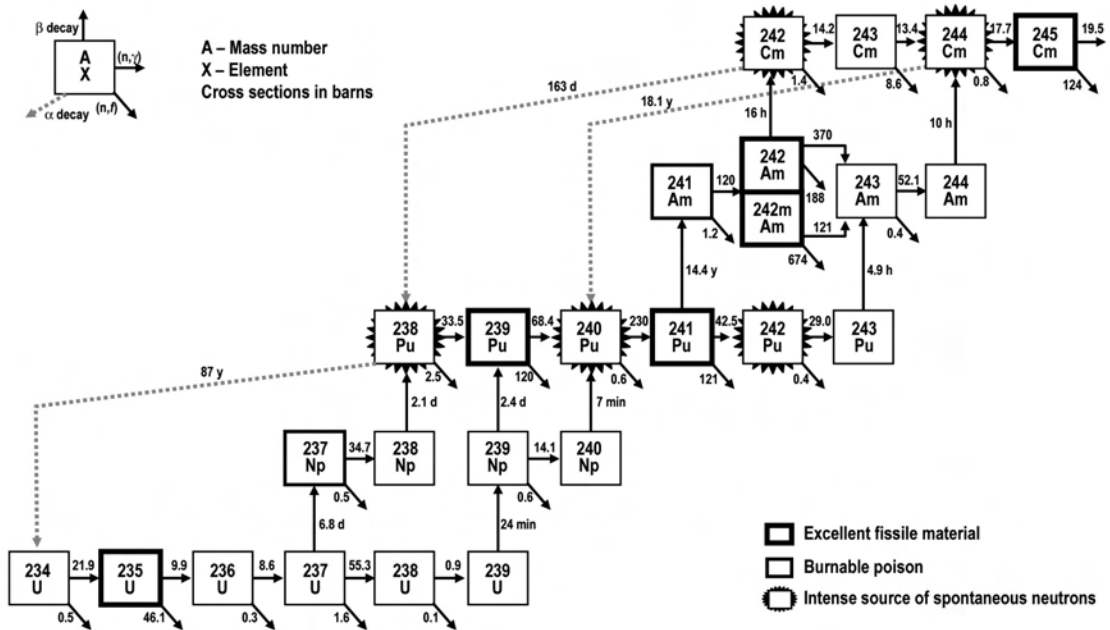 β decay
A
X
(n,γ)
(n,f)
α decay
A – Mass number
X – Element
Cross sections in barns
242
Cm
14.2
243
Cm
13.4
244
Cm
17.7
245
Cm
19.5
1.4
8.6
0.8
124
163 d
18.1 y
16 h
10 h
241
Am
120
242
Am
370
188
242m
Am
121
674
243
Am
52.1
244
Am
1.2
0.4
14.4 y
4.9 h
238
Pu
33.5
239
Pu
68.4
240
Pu
230
241
Pu
42.5
242
Pu
29.0
243
Pu
2.5
120
0.6
121
0.4
87 y
2.1 d
2.4 d
7 min
237
Np
34.7
238
Np
239
Np
14.1
240
Np
0.5
0.6
6.8 d
24 min
234
U
21.9
235
U
9.9
236
U
8.6
237
U
55.3
238
U
0.9
239
U
0.5
46.1
0.3
1.6
0.1
Excellent fissile material
Burnable poison
Intense source of spontaneous neutrons